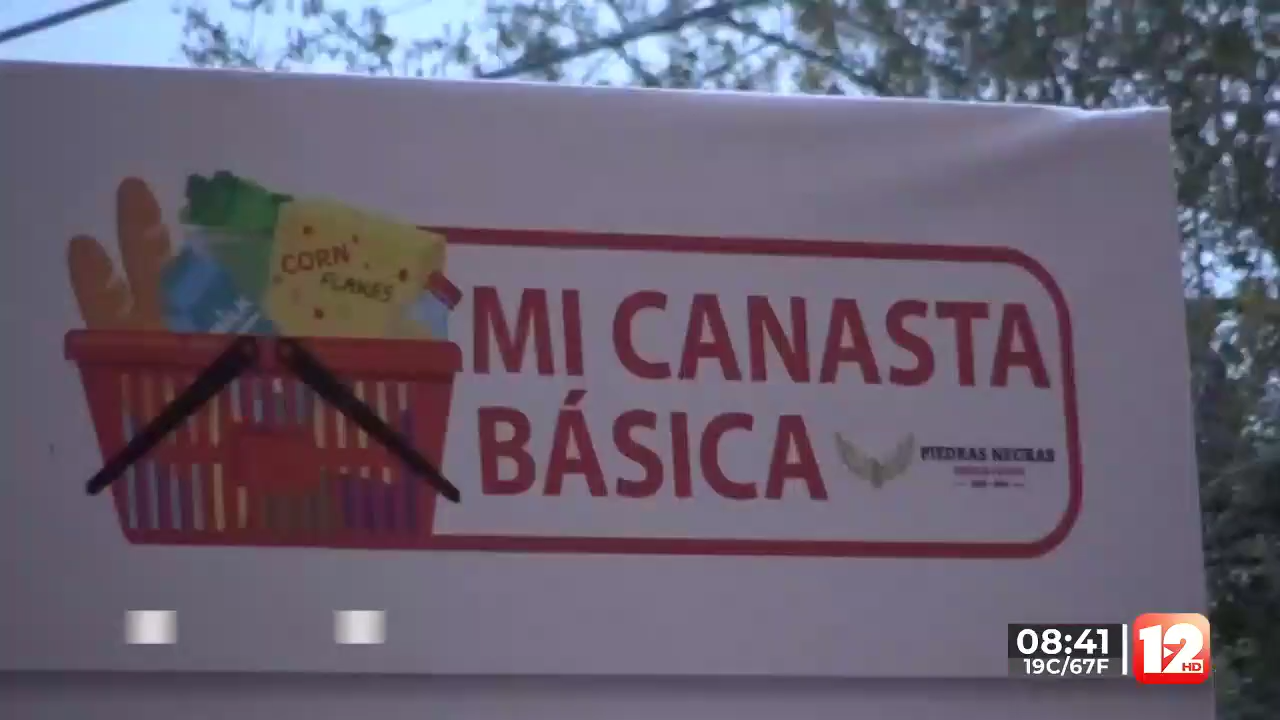 CORN
FLAKES
MI CANASTA
BÁSICA
PIEDRAS NEGRAS
08:41
19C/67F
12
HD